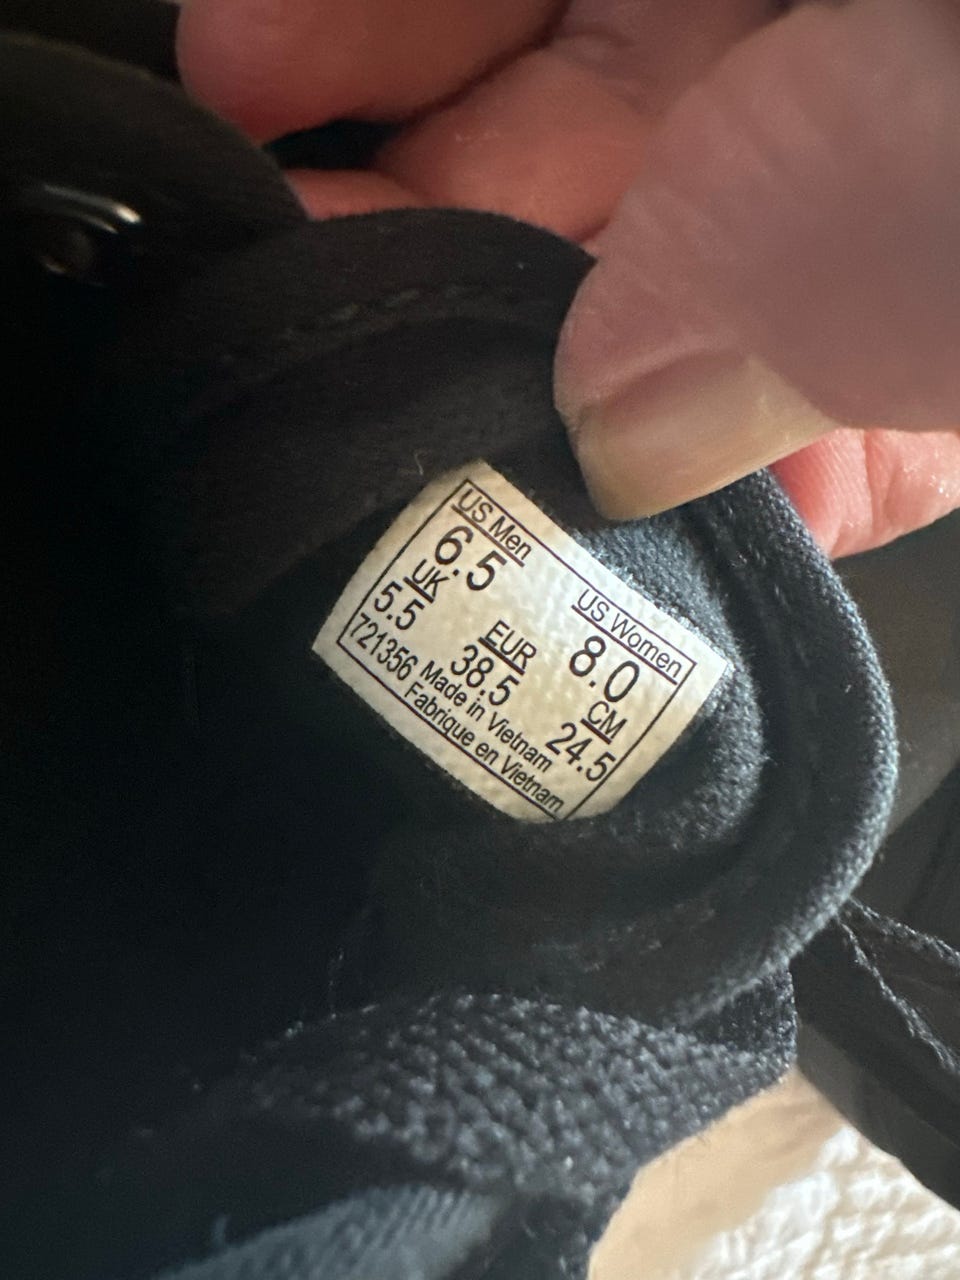 US Men US Women
6.5 8.0
UK EUR CM
5.5 38.5 24.5
721356 Made in Vietnam
Fabrique en Vietnam